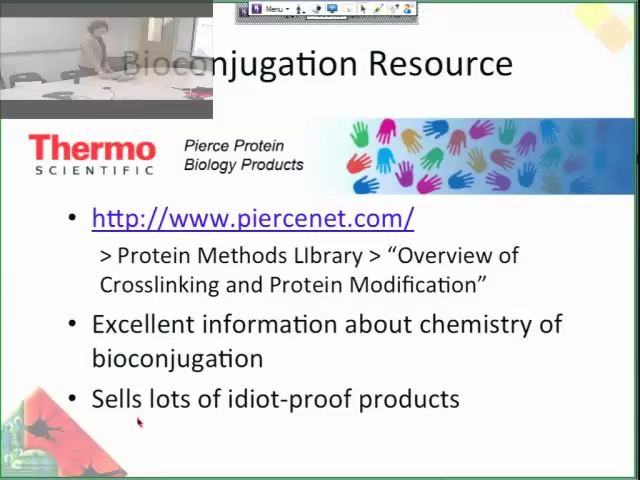 Menu
Bioconjugation Resource
Thermo
SCIENTIFIC
Pierce Protein
Biology Products
http://www.piercenet.com/
> Protein Methods LIbrary > “Overview of
Crosslinking and Protein Modification”
Excellent information about chemistry of
bioconjugation
Sells lots of idiot-proof products